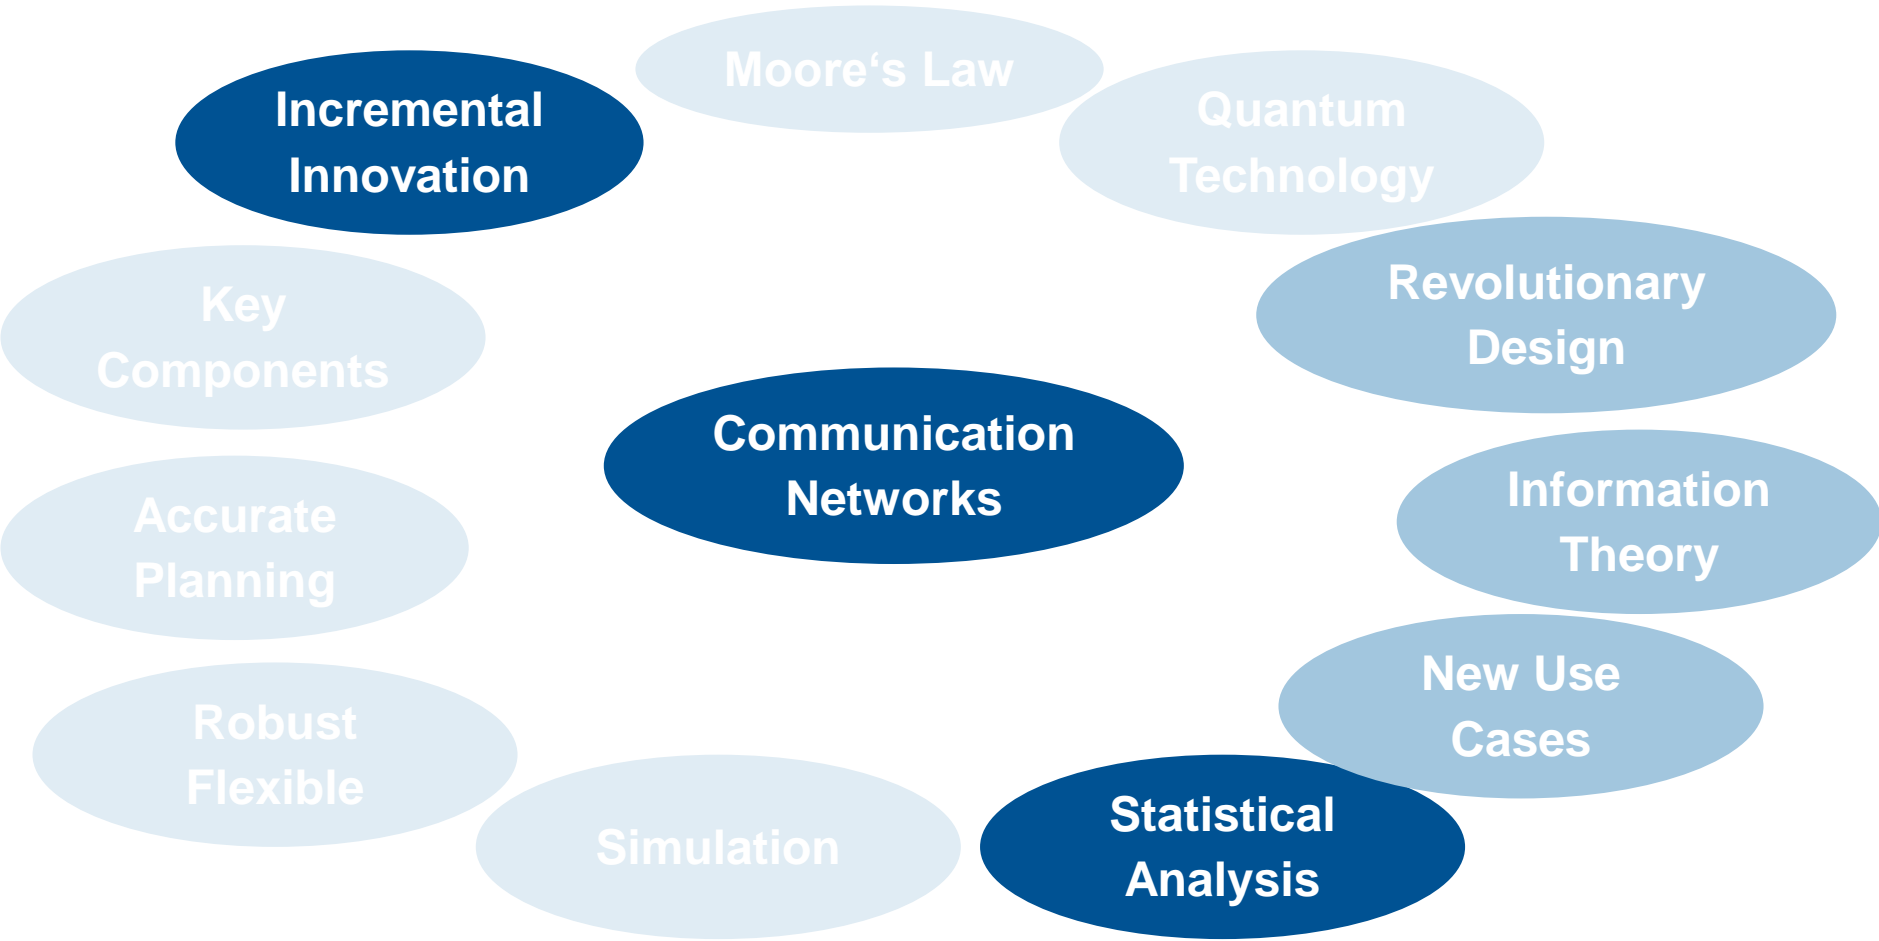 Moore‘s Law
Incremental
Innovation
Quantum
Technology
Revolutionary
Design
Key
Components
Communication
Networks
Information
Theory
Accurate
Planning
New Use
Cases
Robust
Flexible
Statistical
Analysis
Simulation